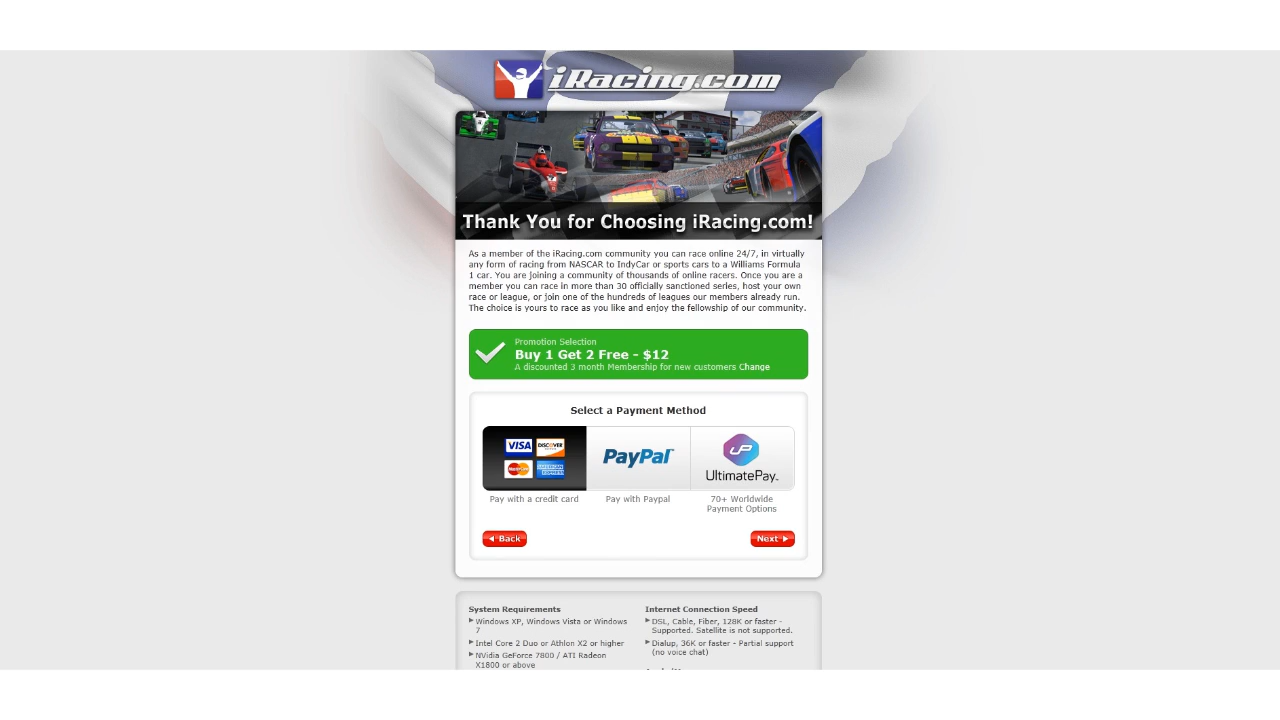 iRacing.com
Thank You for Choosing iRacing.com!
As a member of the iRacing.com community you can race online 24/7, in virtually
any form of racing from NASCAR to IndyCar or sports cars to a Williams Formula
1 car. You are joining a community of thousands of online racers. Once you are a
member you can race in more than 30 officially sanctioned series, host your own
race or league, or join one of the hundreds of leagues our members already run.
The choice is yours to race as you like and enjoy the fellowship of our community.
Promotion Selection
Buy 1 Get 2 Free - $12
A discounted 3 month Membership for new customers Change
Select a Payment Method
VISA DISCOVER
MasterCard AMERICAN EXPRESS
PayPal
UP
UltimatePay
Pay with a credit card
Pay with Paypal
70+ Worldwide
Payment Options
Back
Next
System Requirements
Windows XP, Windows Vista or Windows
7
Intel Core 2 Duo or Athlon X2 or higher
NVidia GeForce 7800 / ATI Radeon
X1800 or above
Internet Connection Speed
DSL, Cable, Fiber, 128K or faster -
Supported. Satellite is not supported.
Dialup, 36K or faster - Partial support
(no voice chat)